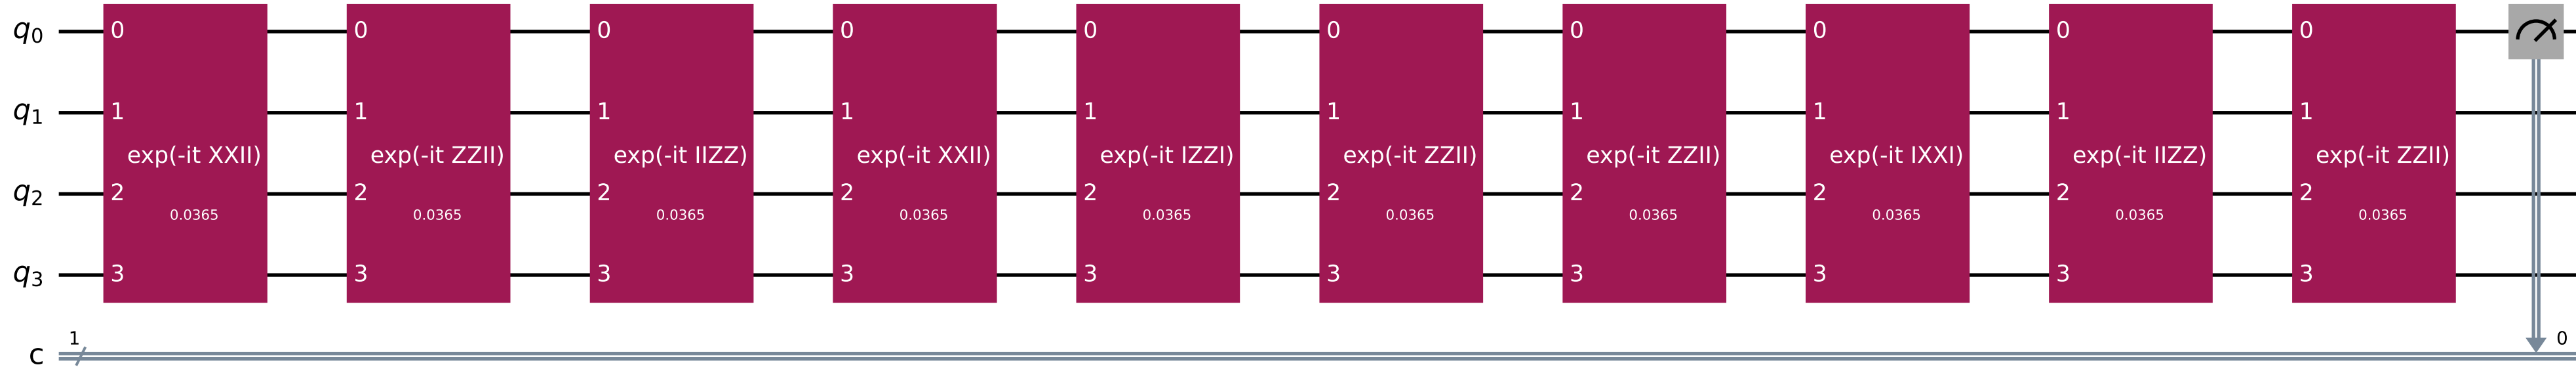 q0 0 0 0 0 0 0 0 0 0 0
q1 1 1 1 1 1 1 1 1 1 1
exp(-it XXII) exp(-it ZZII) exp(-it IIZZ) exp(-it XXII) exp(-it IZZI) exp(-it ZZII) exp(-it ZZII) exp(-it IXXI) exp(-it IIZZ) exp(-it ZZII)
q2 2 2 2 2 2 2 2 2 2 2
0.0365 0.0365 0.0365 0.0365 0.0365 0.0365 0.0365 0.0365 0.0365 0.0365
q3 3 3 3 3 3 3 3 3 3 3
1 0
c